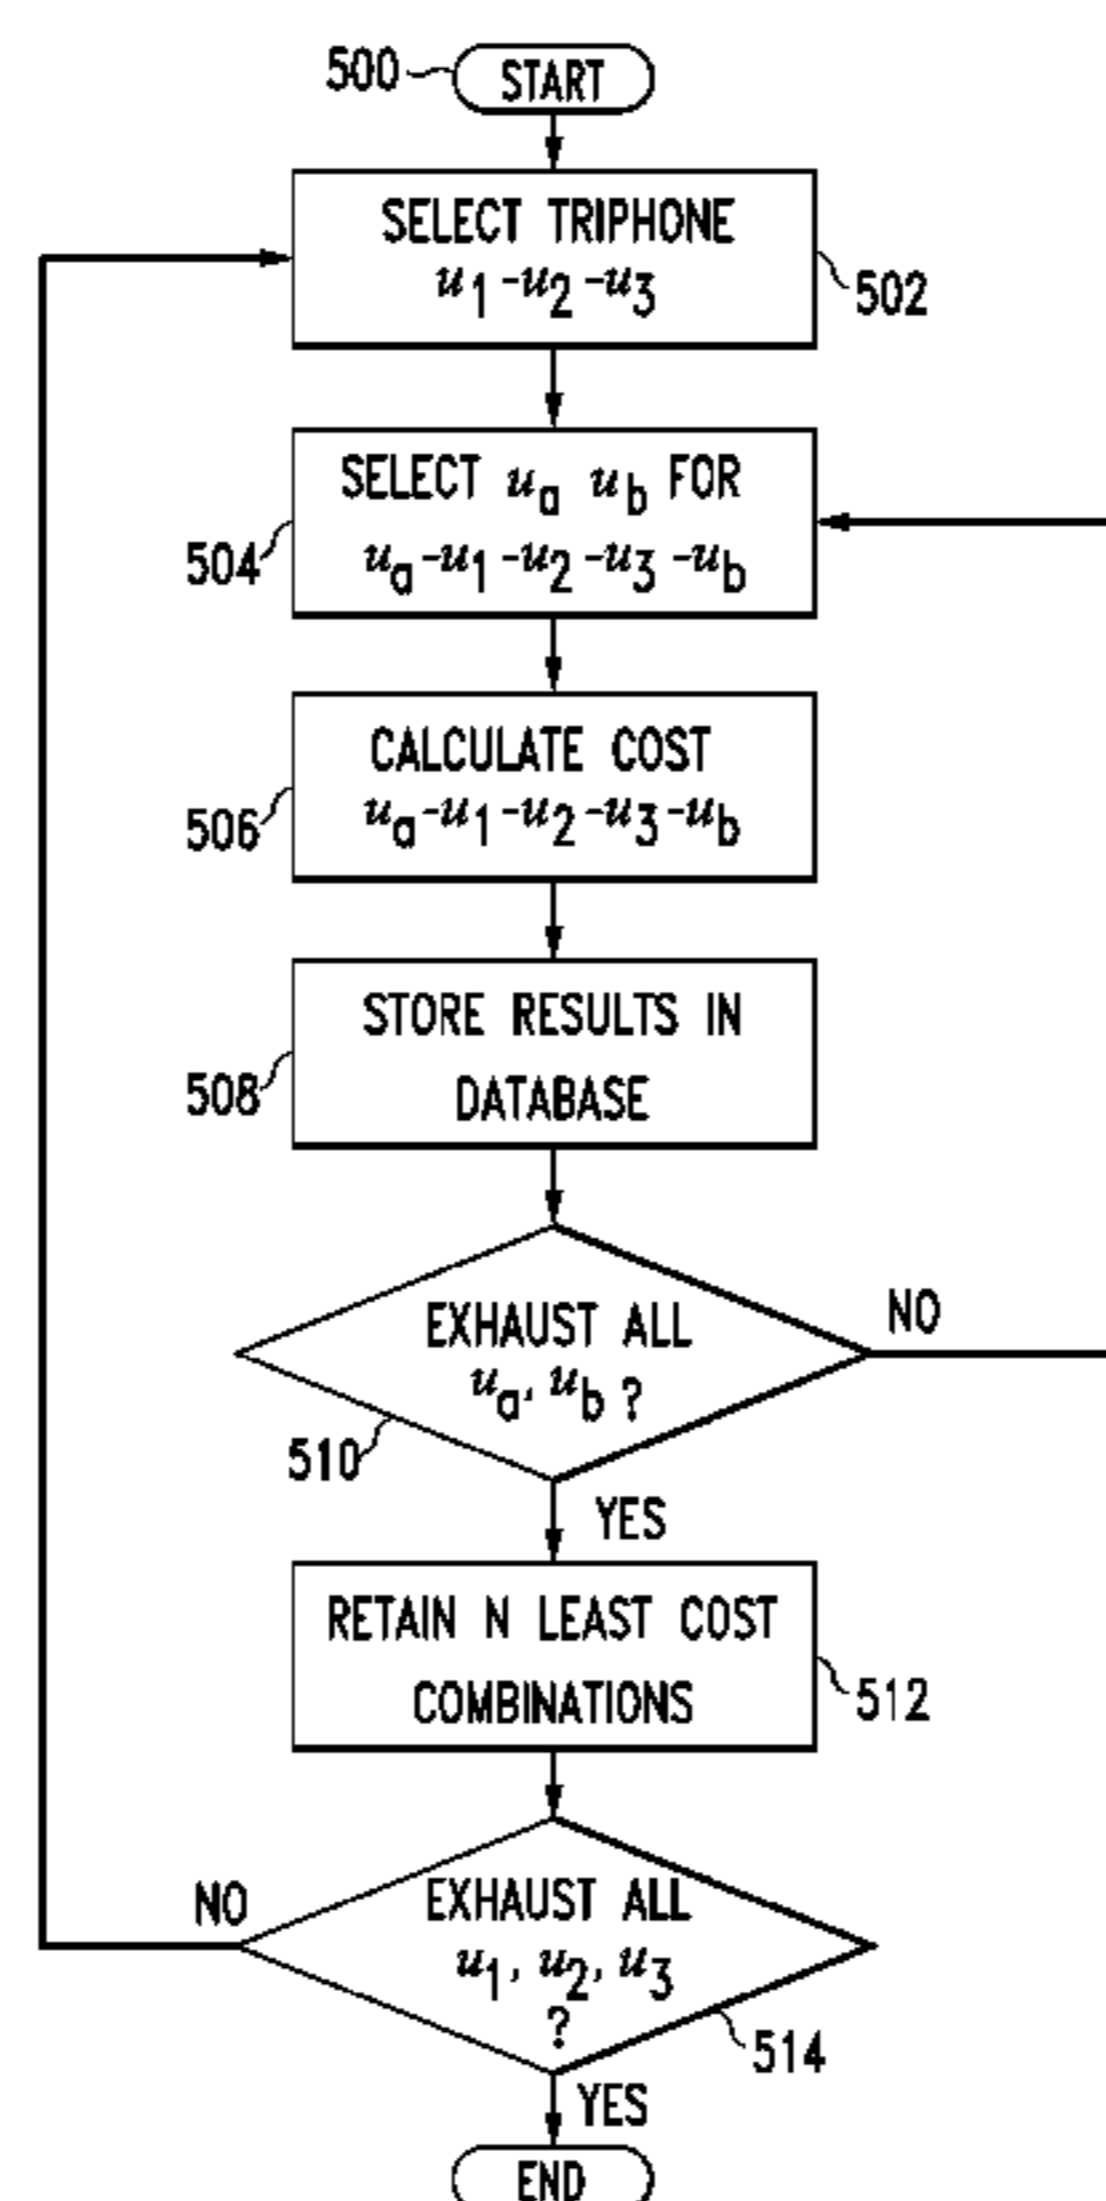 500 START
SELECT TRIPHONE
u1-u2-u3
502
SELECT ua ub FOR
ua-u1-u2-u3-ub
504
CALCULATE COST
ua-u1-u2-u3-ub
506
STORE RESULTS IN
DATABASE
508
EXHAUST ALL
ua, ub ?
NO
510
YES
RETAIN N LEAST COST
COMBINATIONS
512
EXHAUST ALL
u1, u2, u3
?
NO
514
YES
END